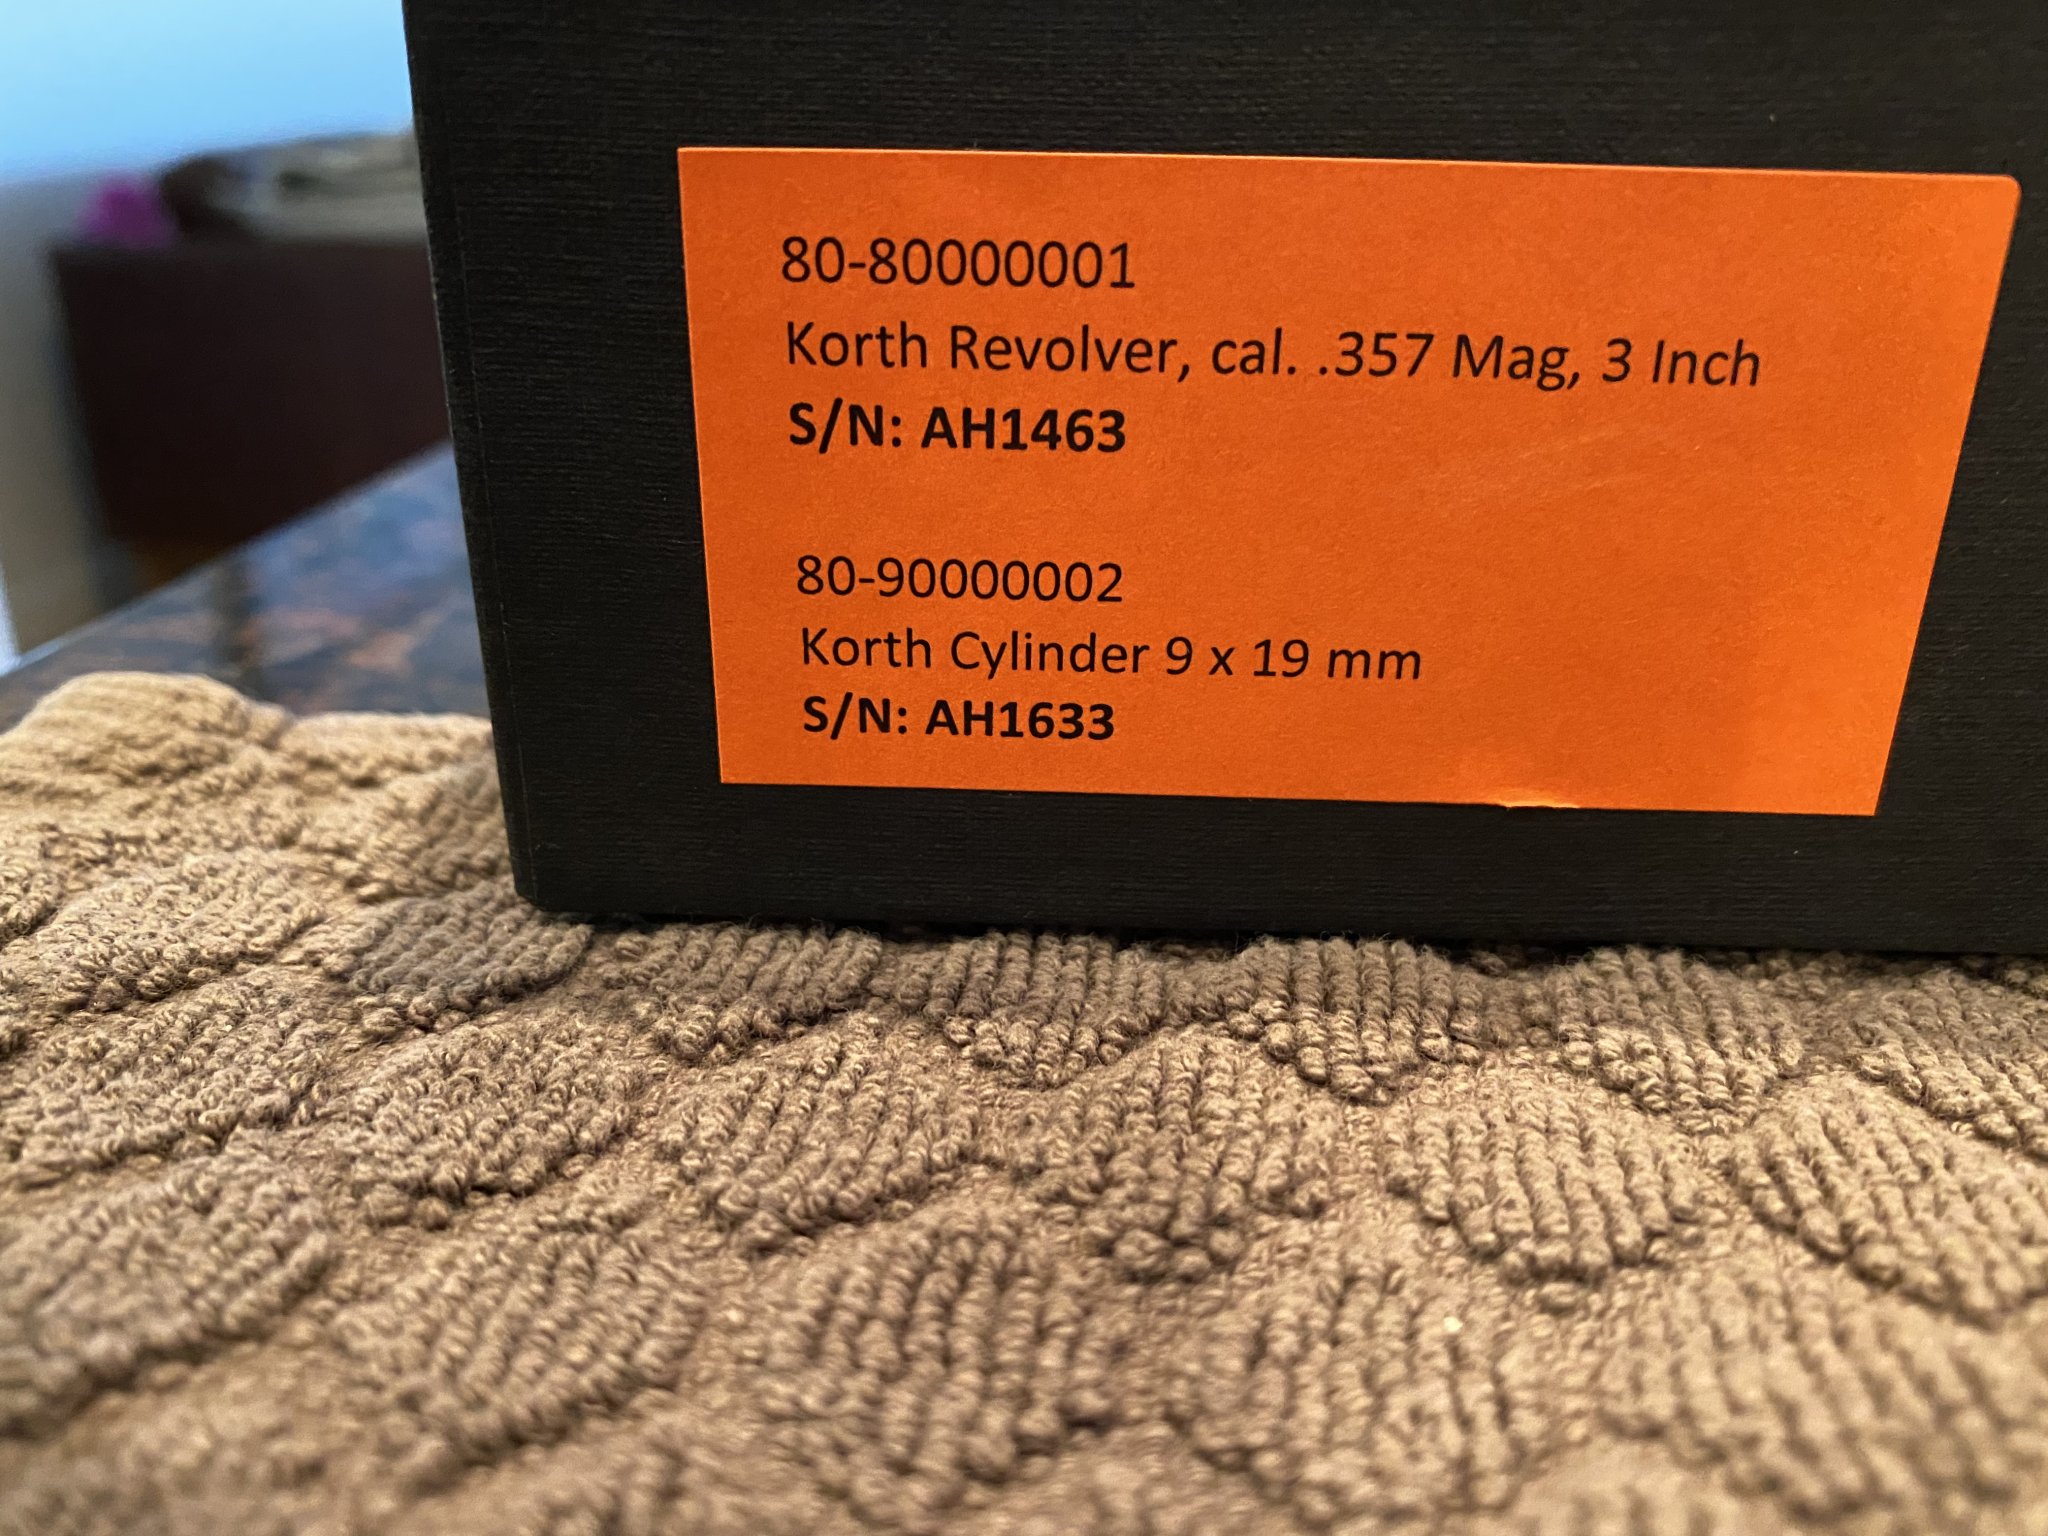 80-80000001
Korth Revolver, cal. .357 Mag, 3 Inch
S/N: AH1463
80-90000002
Korth Cylinder 9 x 19 mm
S/N: AH1633